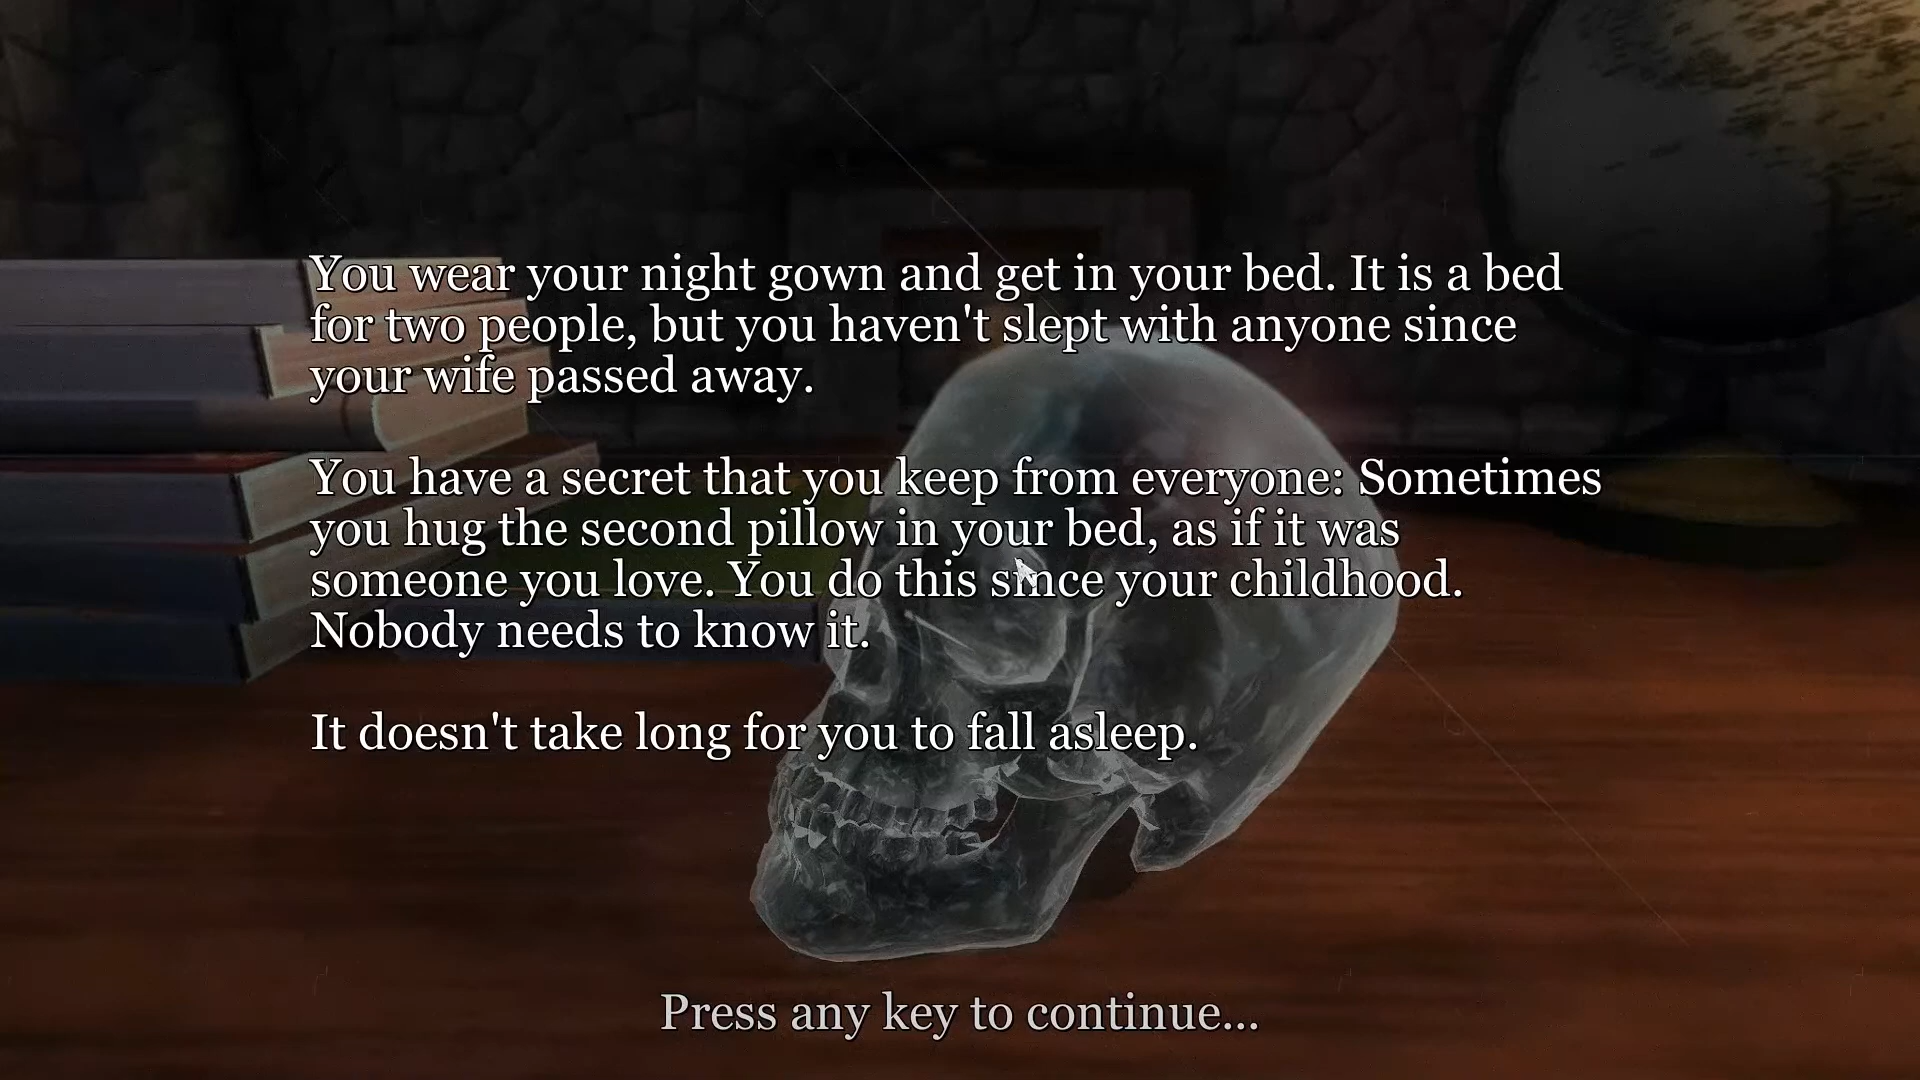 You wear your night gown and get in your bed. It is a bed
for two people, but you haven't slept with anyone since
your wife passed away.
You have a secret that you keep from everyone: Sometimes
you hug the second pillow in your bed, as if it was
someone you love. You do this since your childhood.
Nobody needs to know it.
It doesn't take long for you to fall asleep.
Press any key to continue...